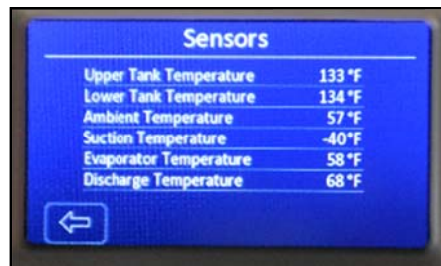 Sensors
Upper Tank Temperature 133 °F
Lower Tank Temperature 134 °F
Ambient Temperature 57 °F
Suction Temperature -40°F
Evaporator Temperature 58 °F
Discharge Temperature 68 °F